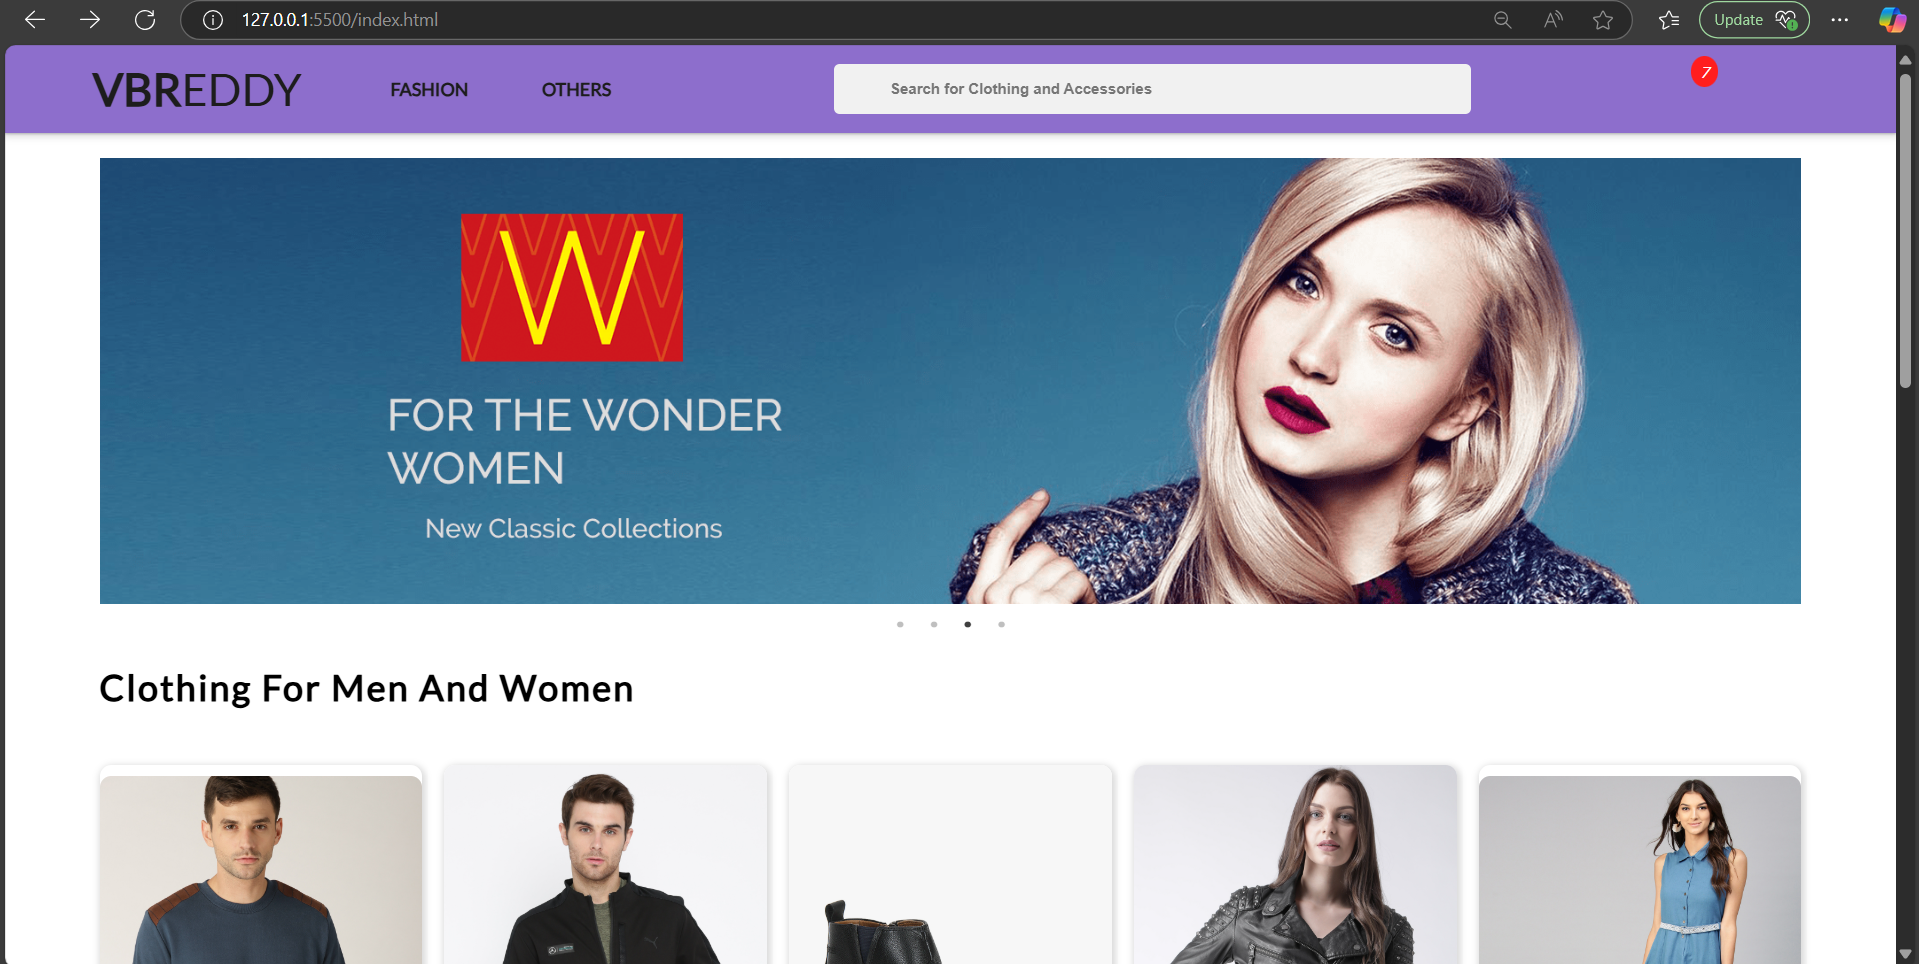 127.0.0.1:5500/index.html
Update
VBREDDY
FASHION
OTHERS
Search for Clothing and Accessories
7
W
FOR THE WONDER
WOMEN
New Classic Collections
Clothing For Men And Women